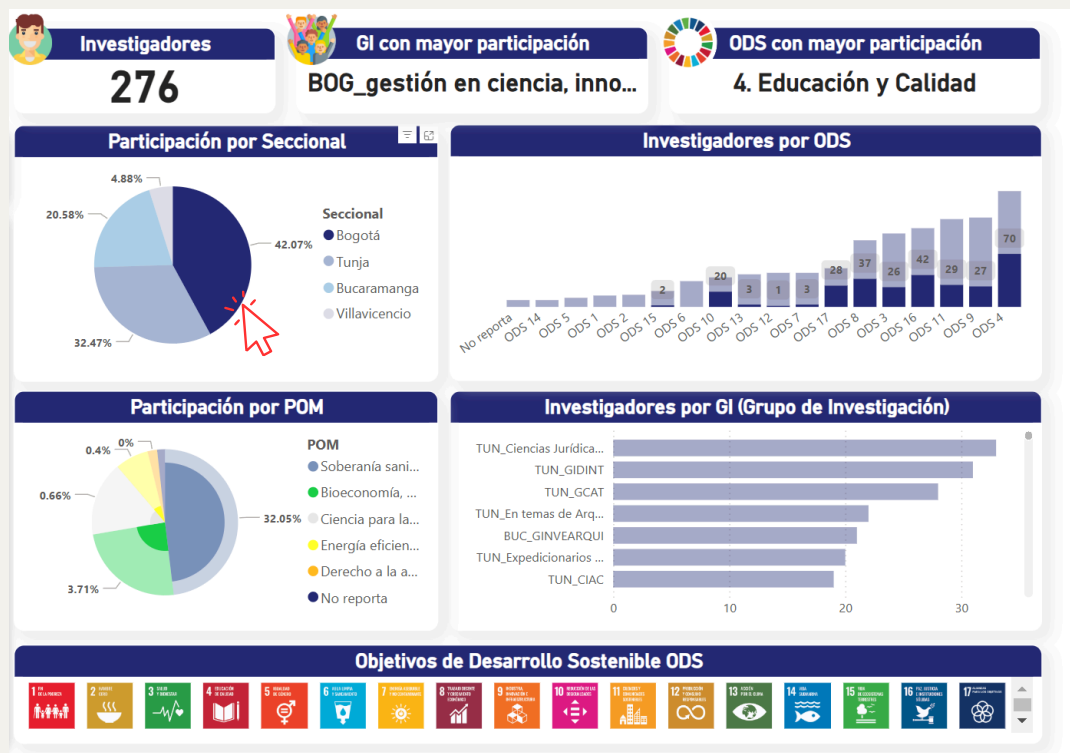 Investigadores
276
GI con mayor participación
BOG_gestión en ciencia, inno...
ODS con mayor participación
4. Educación y Calidad
Participación por Seccional
4.88%
20.58%
42.07%
32.47%
Seccional
Bogotá
Tunja
Bucaramanga
Villavicencio
Investigadores por ODS
2
20
3
1
3
28
37
26
42
29
27
70
No reporta
ODS 14
ODS 5
ODS 1
ODS 2
ODS 15
ODS 6
ODS 10
ODS 13
ODS 12
ODS 7
ODS 17
ODS 8
ODS 3
ODS 16
ODS 11
ODS 9
ODS 4
Participación por POM
0%
0.4%
0.66%
32.05%
3.71%
POM
Soberanía sani...
Bioeconomía, ...
Ciencia para la...
Energía eficien...
Derecho a la a...
No reporta
Investigadores por GI (Grupo de Investigación)
TUN_Ciencias Jurídica...
TUN_GIDINT
TUN_GCAT
TUN_En temas de Arq...
BUC_GINVEARQUI
TUN_Expedicionarios ...
TUN_CIAC
0
10
20
30
Objetivos de Desarrollo Sostenible ODS
1
2
3
4
5
6
7
8
9
10
11
12
13
14
15
16
17